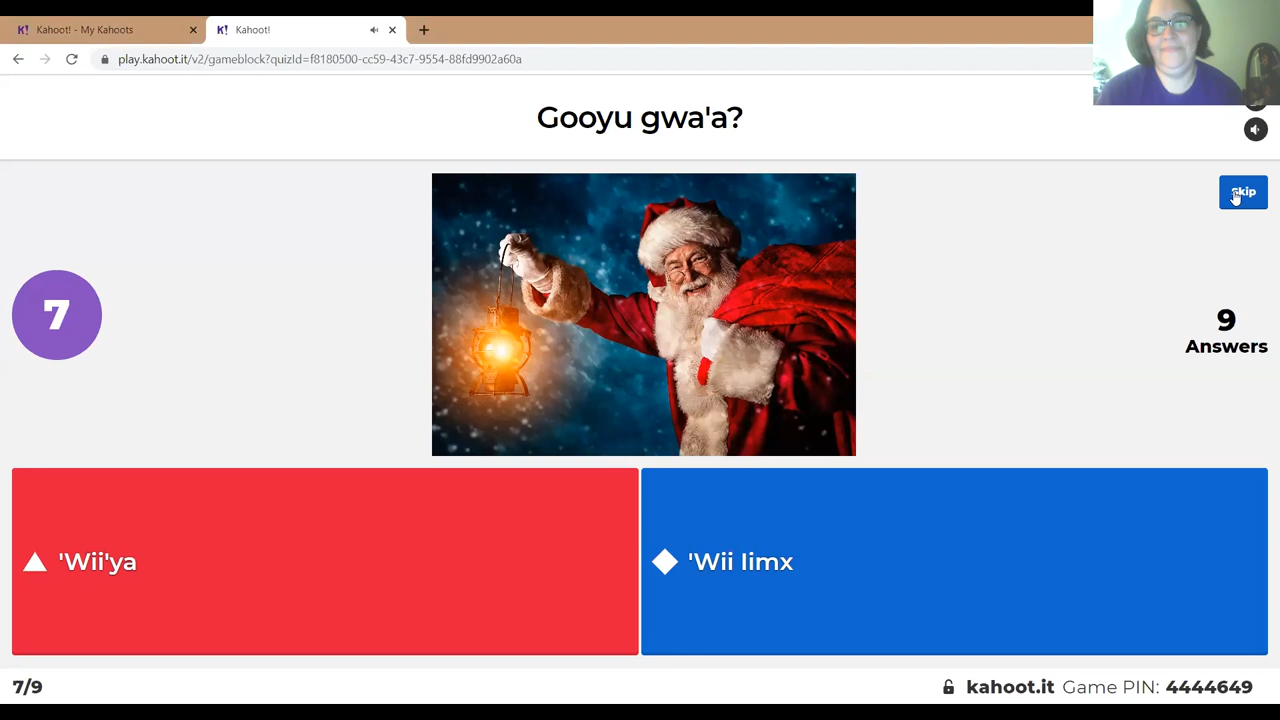 Kahoot! - My Kahoots
Kahoot!
play.kahoot.it/v2/gameblock?quizId=f8180500-cc59-43c7-9554-88fd9902a60a
Gooyu gwa'a?
Skip
7
9
Answers
'Wii'ya
'Wii Iimx
7/9
kahoot.it Game PIN: 4444649